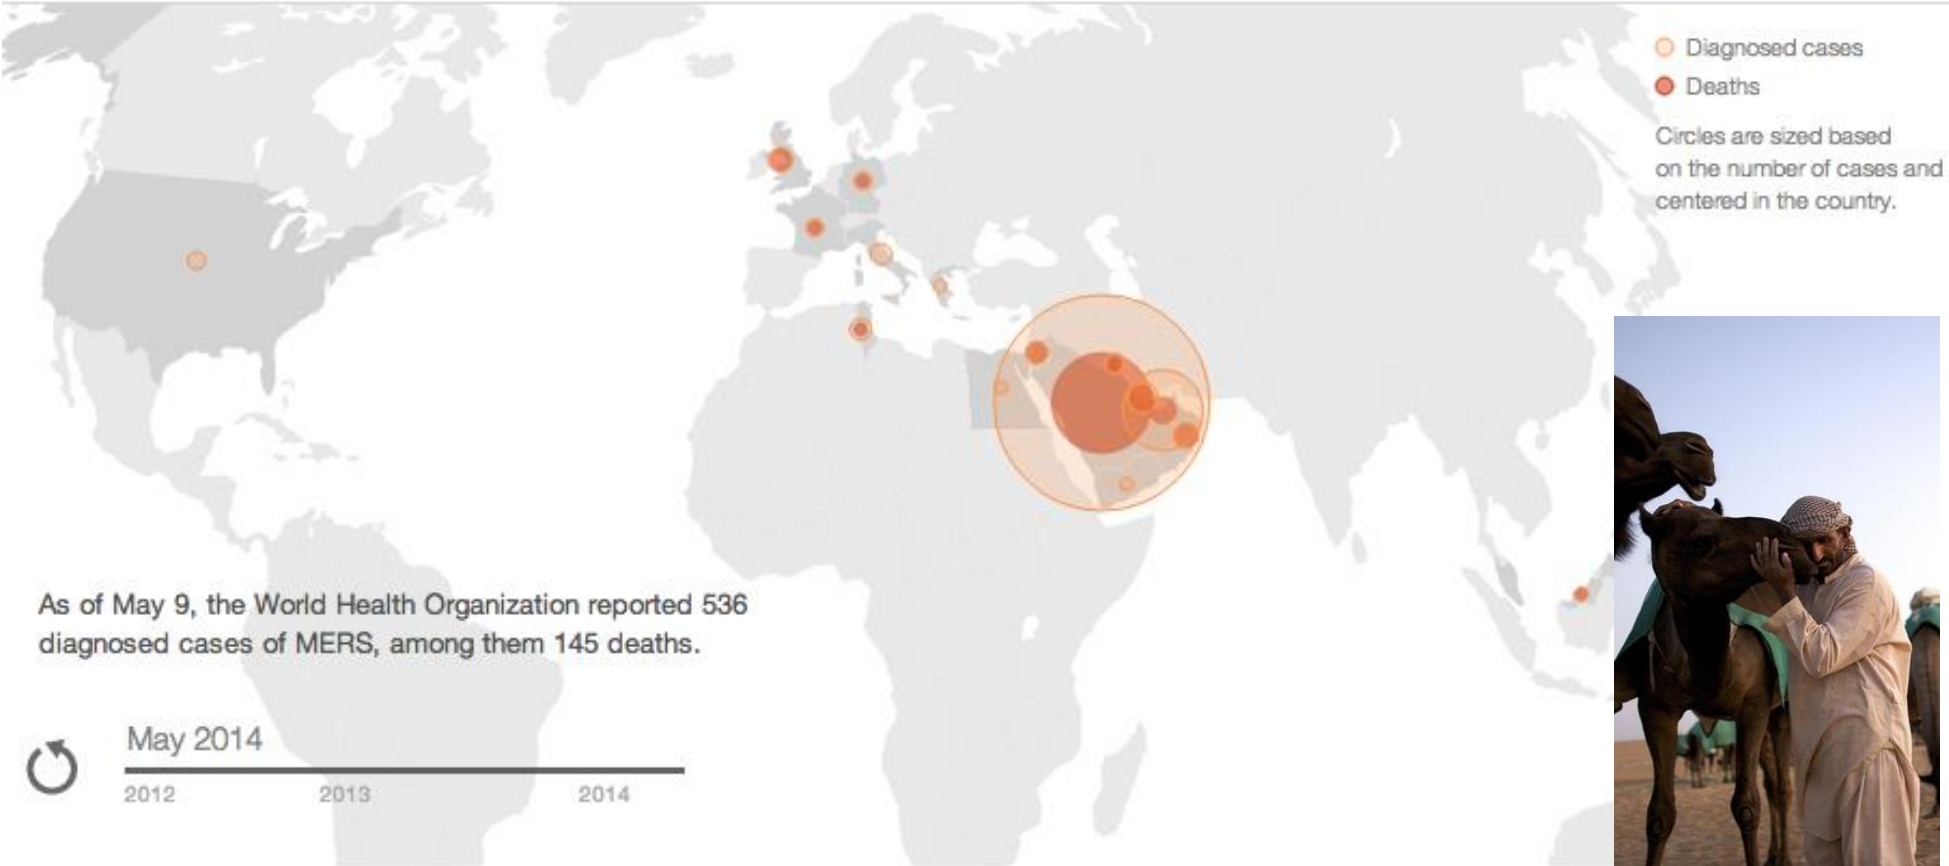 Diagnosed cases
Deaths
Circles are sized based
on the number of cases and
centered in the country.
As of May 9, the World Health Organization reported 536
diagnosed cases of MERS, among them 145 deaths.
May 2014
2012
2013
2014